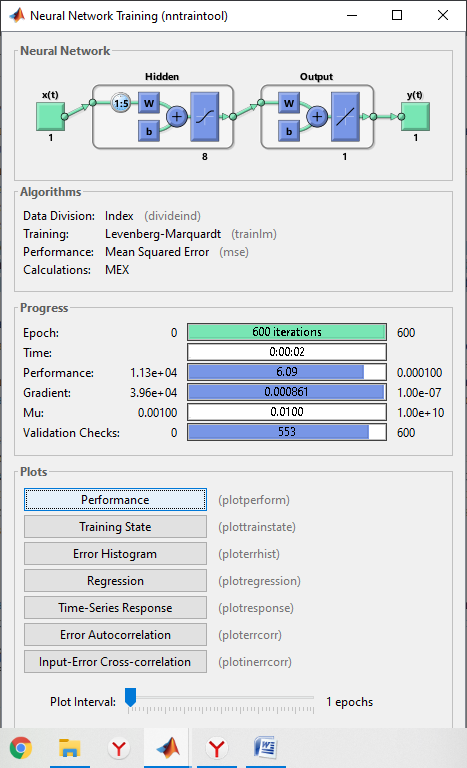 Neural Network Training (nntraintool)
Neural Network
Hidden
Output
x(t)
y(t)
1:5
W
W
b
b
1
1
8
1
Algorithms
Data Division: Index (divideind)
Training: Levenberg-Marquardt (trainlm)
Performance: Mean Squared Error (mse)
Calculations: MEX
Progress
Epoch: 0 600 iterations 600
Time: 0:00:02
Performance: 1.13e+04 6.09 0.000100
Gradient: 3.96e+04 0.000861 1.00e-07
Mu: 0.00100 0.0100 1.00e+10
Validation Checks: 0 553 600
Plots
Performance (plotperform)
Training State (plottrainstate)
Error Histogram (ploterrhist)
Regression (plotregression)
Time-Series Response (plotresponse)
Error Autocorrelation (ploterrcorr)
Input-Error Cross-correlation (plotinerrcorr)
Plot Interval: 1 epochs